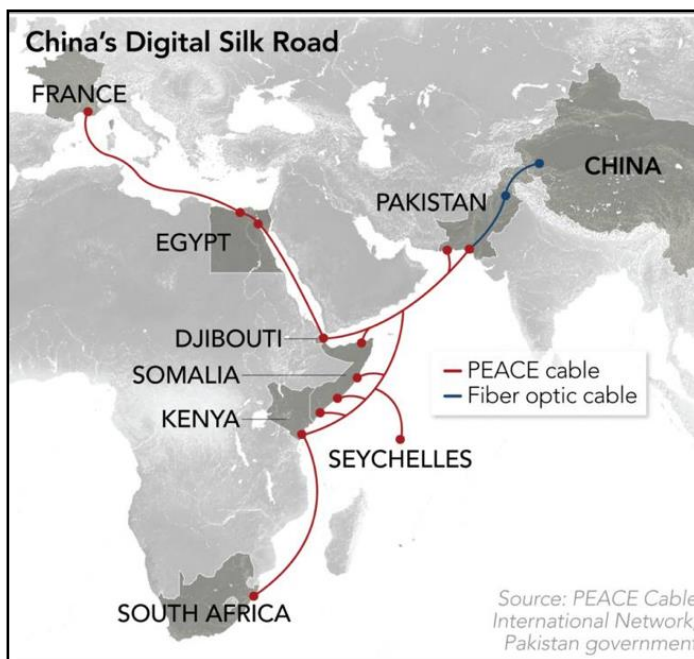 China's Digital Silk Road
FRANCE
CHINA
PAKISTAN
EGYPT
DJIBOUTI
SOMALIA
KENYA
PEACE cable
Fiber optic cable
SEYCHELLES
SOUTH AFRICA
Source: PEACE Cable
International Network,
Pakistan government